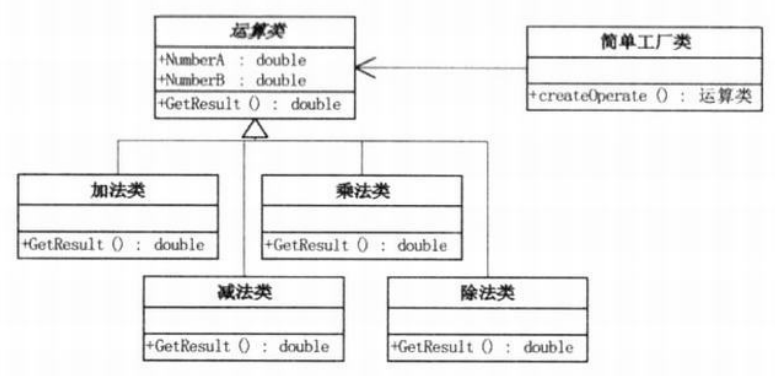 运算类
+NumberA : double
+NumberB : double
+GetResult () : double
简单工厂类
+createOperate () : 运算类
加法类
+GetResult () : double
乘法类
+GetResult () : double
减法类
+GetResult () : double
除法类
+GetResult () : double